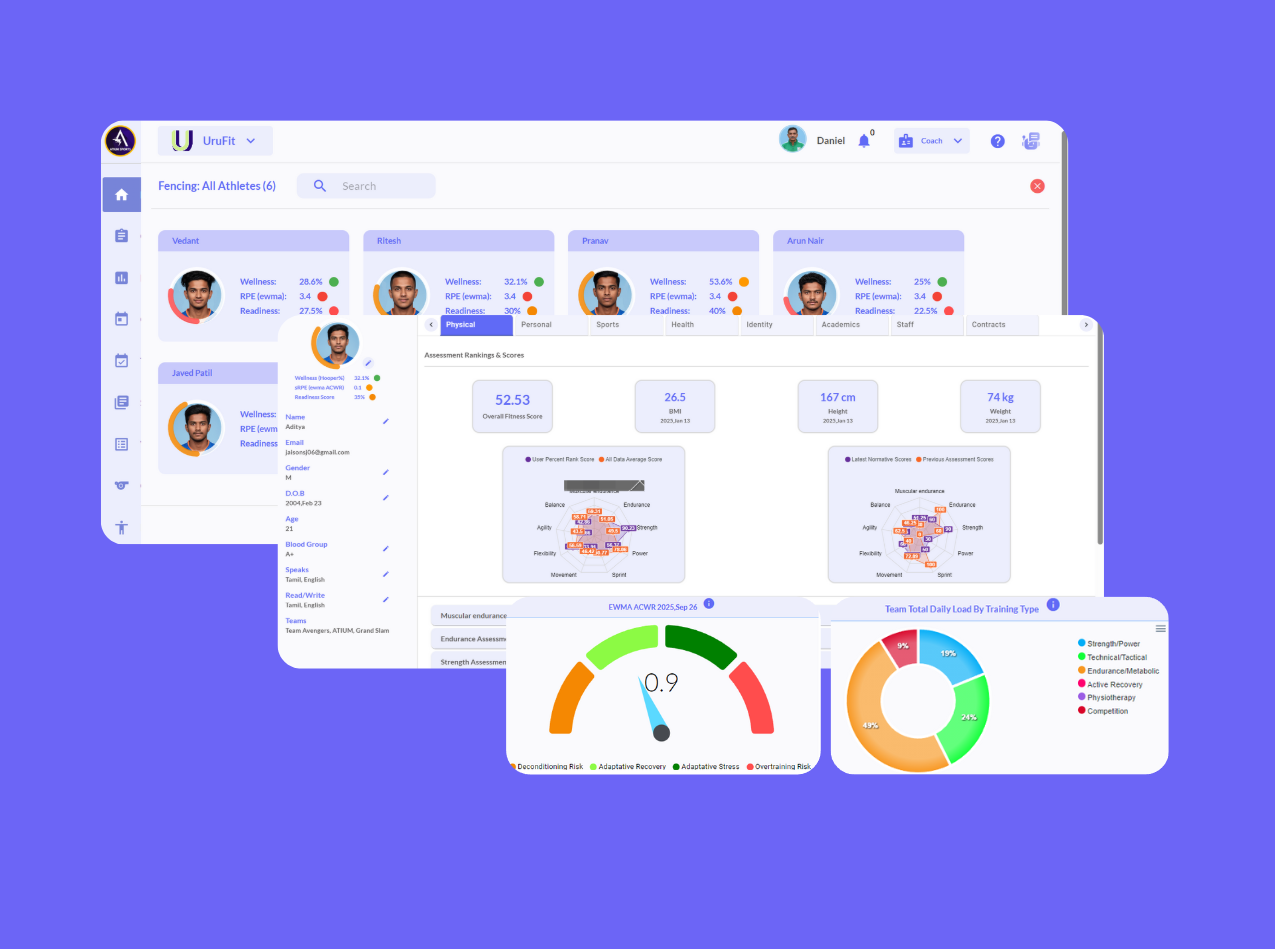 UruFit
Daniel
0
Coach
Fencing: All Athletes (6)
Search
Vedant
Wellness: 28.6%
RPE (ewma): 3.4
Readiness: 27.5%
Ritesh
Wellness: 32.1%
RPE (ewma): 3.4
Readiness: 30%
Pranav
Wellness: 53.6%
RPE (ewma): 3.4
Readiness: 40%
Arun Nair
Wellness: 25%
RPE (ewma): 3.4
Readiness: 22.5%
Javed Patil
Wellness:
RPE (ewm
Readiness
Wellness (Hooper%) 32.1%
sRPE (ewma ACWR) 0.5
Readiness Score 35%
Name
Aditya
Email
jaisonsj06@gmail.com
Gender
M
D.O.B
2004,Feb 23
Age
21
Blood Group
A+
Speaks
Tamil, English
Read/Write
Tamil, English
Teams
Team Avengers, ATIUM, Grand Slam
Physical Personal Sports Health Identity Academics Staff Contracts
Assessment Rankings & Scores
52.53
Overall Fitness Score
26.5
BMI
2025,Jan 13
167 cm
Height
2025,Jan 13
74 kg
Weight
2025,Jan 13
User Percent Rank Score All Data Average Score
Muscular endurance
Balance Endurance
Agility Strength
Flexibility Power
Movement Sprint
Latest Normative Scores Previous Assessment Scores
Muscular endurance
Balance Endurance
Agility Strength
Flexibility Power
Movement Sprint
Muscular endurance
Endurance Assessm
Strength Assessmen
EWMA ACWR 2025,Sep 26
0.9
Deconditioning Risk Adaptative Recovery Adaptative Stress Overtraining Risk
Team Total Daily Load By Training Type
9%
19%
24%
49%
Strength/Power
Technical/Tactical
Endurance/Metabolic
Active Recovery
Physiotherapy
Competition